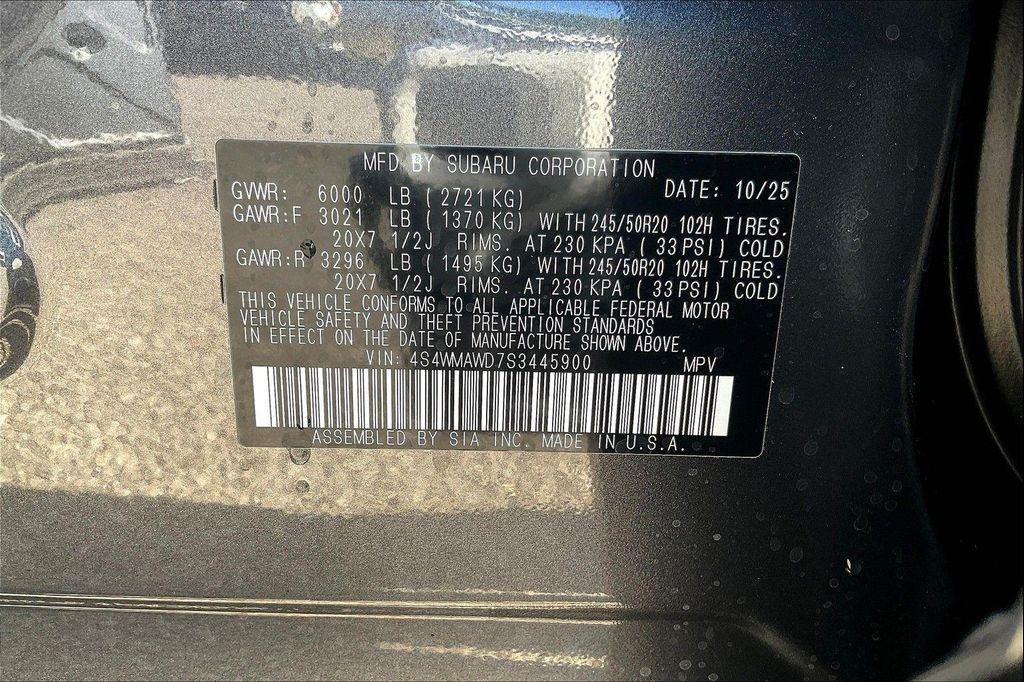 MFD BY SUBARU CORPORATION
DATE: 10/25
GVWR: 6000 LB ( 2721 KG)
GAWR:F 3021 LB ( 1370 KG) WITH 245/50R20 102H TIRES.
20X7 1/2J RIMS. AT 230 KPA ( 33 PSI) COLD
GAWR:R 3296 LB ( 1495 KG) WITH 245/50R20 102H TIRES.
20X7 1/2J RIMS. AT 230 KPA ( 33 PSI) COLD
THIS VEHICLE CONFORMS TO ALL APPLICABLE FEDERAL MOTOR
VEHICLE SAFETY AND THEFT PREVENTION STANDARDS
IN EFFECT ON THE DATE OF MANUFACTURE SHOWN ABOVE.
VIN: 4S4WMAWD7S3445900 MPV
ASSEMBLED BY SIA INC. MADE IN U.S.A.